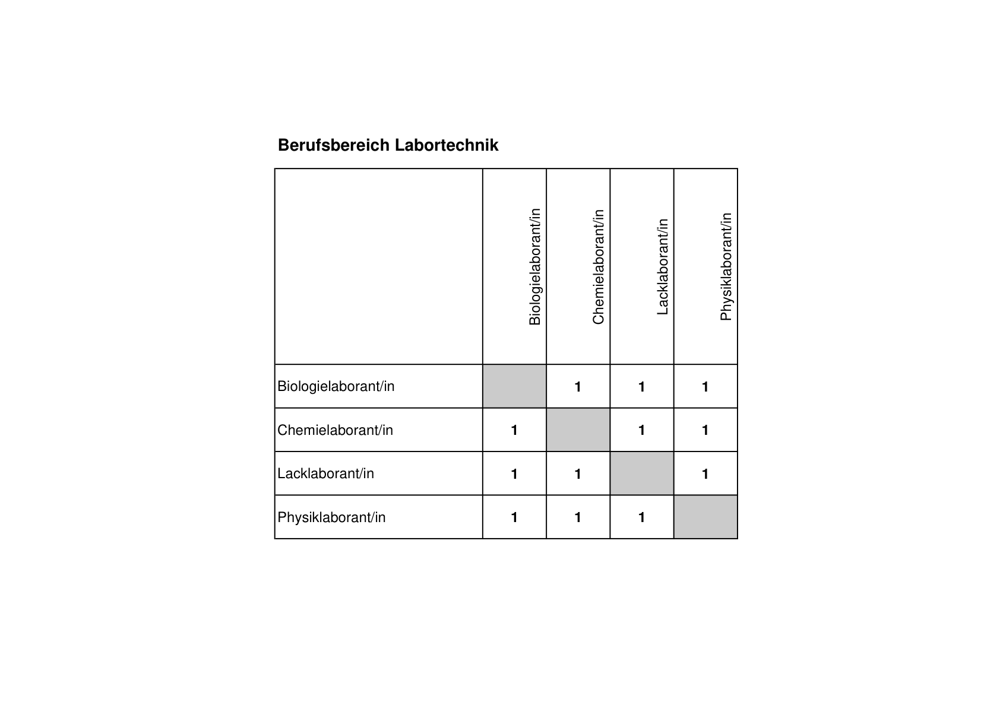 Berufsbereich Labortechnik
Biologielaborant/in
Chemielaborant/in
Lacklaborant/in
Physiklaborant/in
Biologielaborant/in 1 1 1
Chemielaborant/in 1 1 1
Lacklaborant/in 1 1 1
Physiklaborant/in 1 1 1